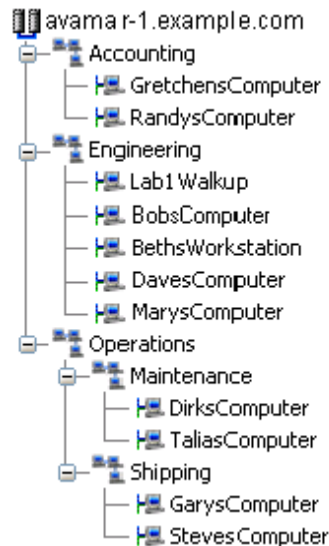 avamar-1.example.com
Accounting
GretchensComputer
RandysComputer
Engineering
Lab1Walkup
BobsComputer
BethsWorkstation
DavesComputer
MarysComputer
Operations
Maintenance
DirksComputer
TaliasComputer
Shipping
GarysComputer
StevesComputer